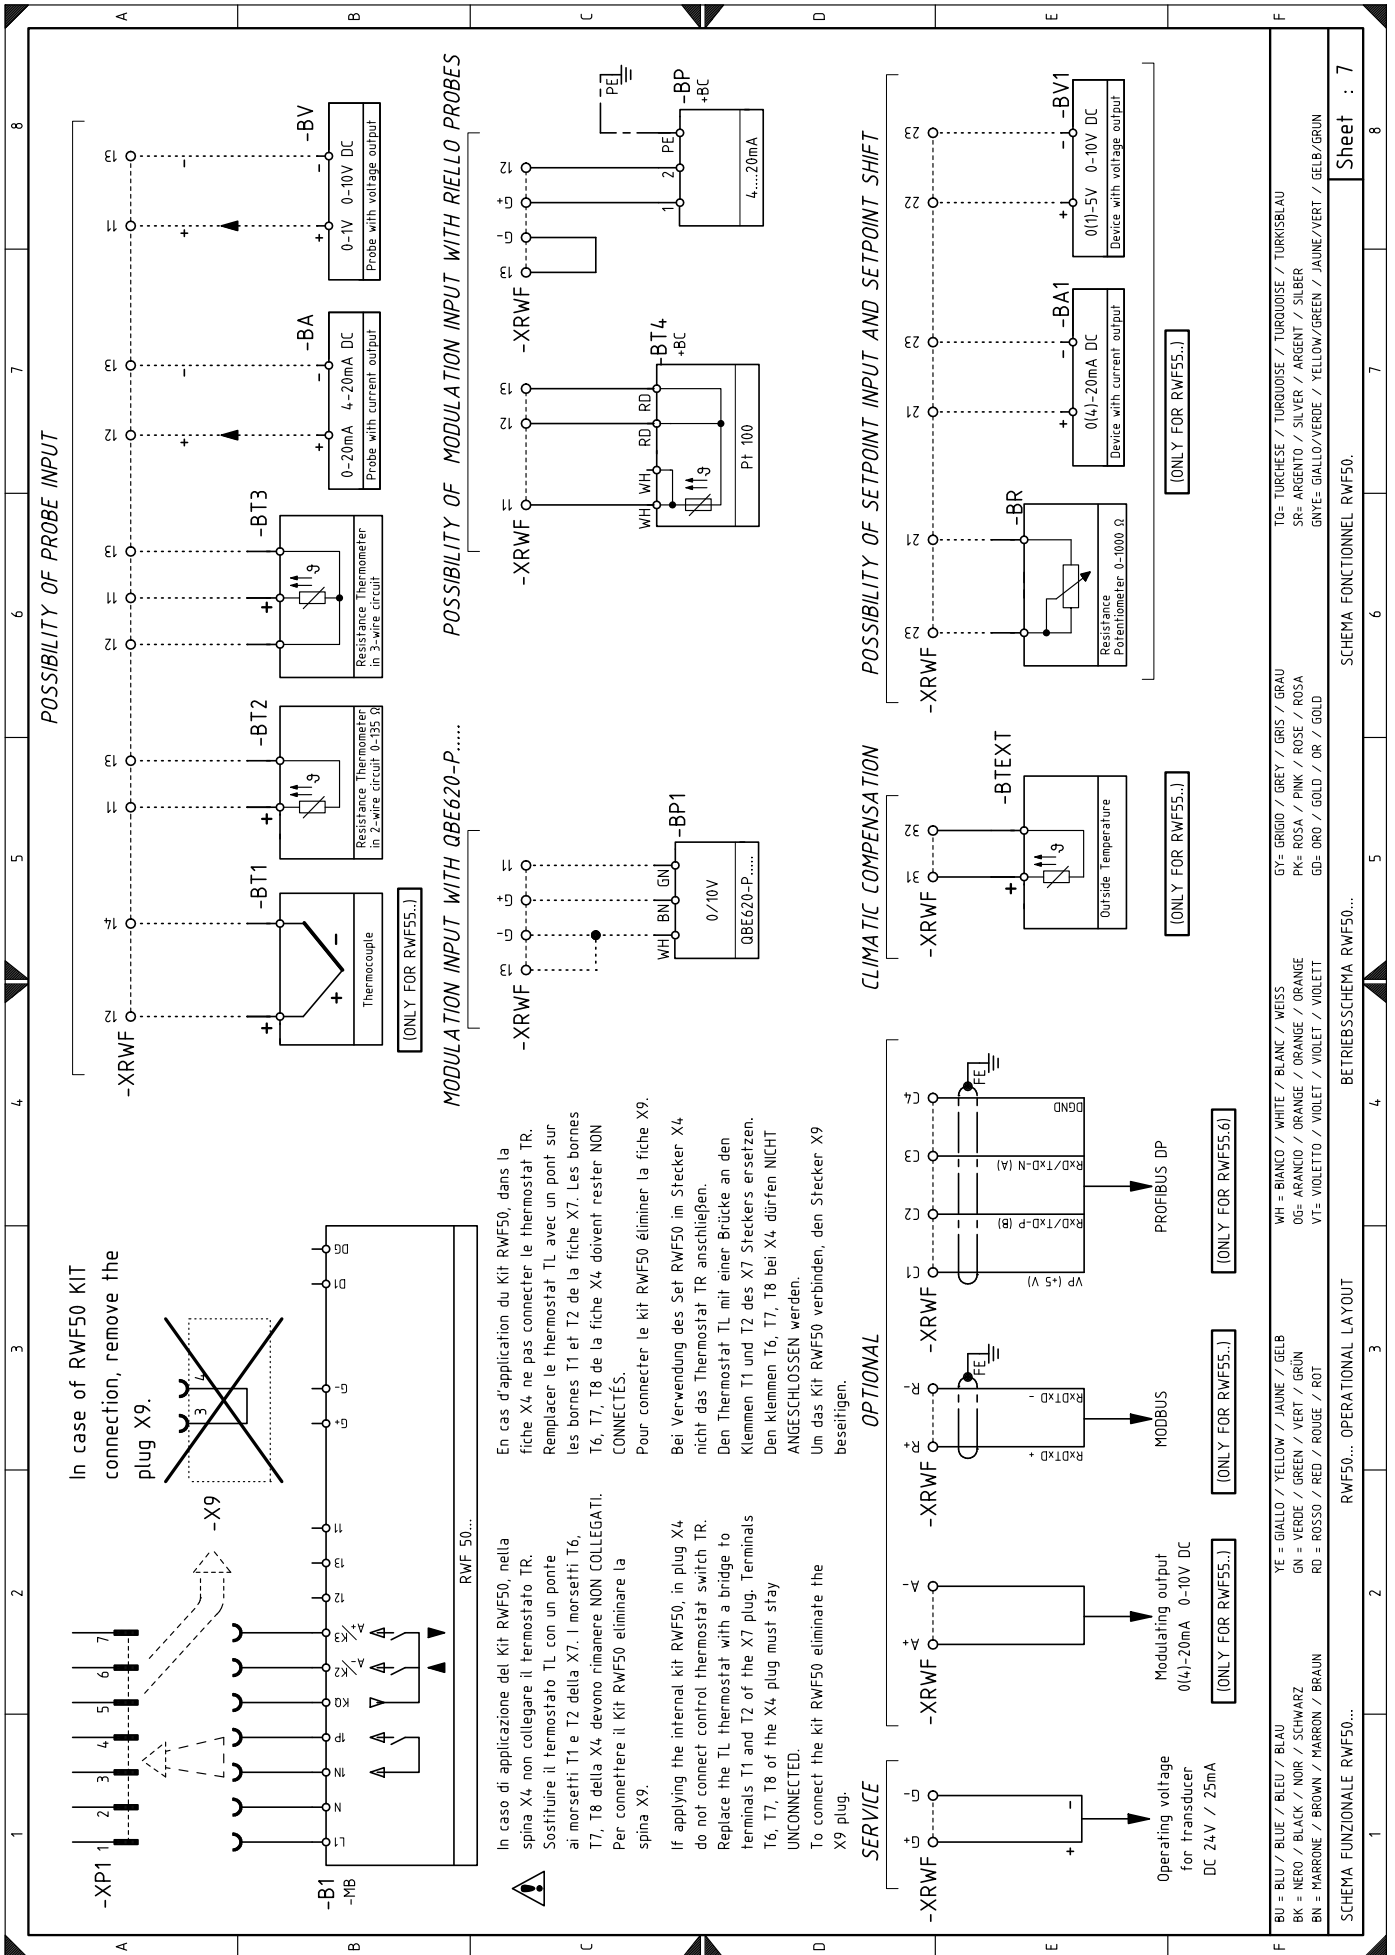 1 2 3 4 5 6 7 8
A B C D E F
POSSIBILITY OF PROBE INPUT
-XP1
1 2 3 4 5 6 7
-X9
3 4
In case of RWF50 KIT
connection, remove the
plug X9.
-B1
-MB
L1 N 1N 1P KQ K2/A- K3/A+ 12 13 11 G+ G- D1 DG
RWF 50...
-XRWF
12 14 11 13 12 11 13 12 13 11 13
+ -BT1
+ -
Thermocouple
(ONLY FOR RWF55..)
+ -BT2
ϑ
Resistance Thermometer
in 2-wire circuit 0-135 Ω
+ -BT3
ϑ
Resistance Thermometer
in 3-wire circuit
+ - -BA
+ -
0-20mA 4-20mA DC
Probe with current output
+ - -BV
+ -
0-1V 0-10V DC
Probe with voltage output
In caso di applicazione del Kit RWF50, nella
spina X4 non collegare il termostato TR.
Sostituire il termostato TL con un ponte
ai morsetti T1 e T2 della X7. I morsetti T6,
T7, T8 della X4 devono rimanere NON COLLEGATI.
Per connettere il Kit RWF50 eliminare la
spina X9.
If applying the internal kit RWF50, in plug X4
do not connect control thermostat switch TR.
Replace the TL thermostat with a bridge to
terminals T1 and T2 of the X7 plug. Terminals
T6, T7, T8 of the X4 plug must stay
UNCONNECTED.
To connect the kit RWF50 eliminate the
X9 plug.
En cas d'application du Kit RWF50, dans la
fiche X4 ne pas connecter le thermostat TR.
Remplacer le thermostat TL avec un pont sur
les bornes T1 et T2 de la fiche X7. Les bornes
T6, T7, T8 de la fiche X4 doivent rester NON
CONNECTÉS.
Pour connecter le kit RWF50 éliminer la fiche X9.
Bei Verwendung des Set RWF50 im Stecker X4
nicht das Thermostat TR anschließen.
Den Thermostat TL mit einer Brücke an den
Klemmen T1 und T2 des X7 Steckers ersetzen.
Den klemmen T6, T7, T8 bei X4 dürfen NICHT
ANGESCHLOSSEN werden.
Um das Kit RWF50 verbinden, den Stecker X9
beseitigen.
MODULATION INPUT WITH QBE620-P.....
-XRWF
13 G- G+ 11
WH BN GN
-BP1
0/10V
QBE620-P.....
POSSIBILITY OF MODULATION INPUT WITH RIELLO PROBES
-XRWF
11 12 13
WH WH RD RD
-BT4
+BC
ϑ
Pt 100
-XRWF
13 G- G+ 12
PE
1 2 PE
-BP
+BC
4....20mA
SERVICE
-XRWF
G+ G-
+ -
Operating voltage
for transducer
DC 24V / 25mA
OPTIONAL
-XRWF
A+ A-
Modulating output
0(4)-20mA 0-10V DC
(ONLY FOR RWF55..)
-XRWF
R+ R-
FE
RxDTxD +
RxDTxD -
MODBUS
(ONLY FOR RWF55..)
-XRWF
C1 C2 C3 C4
FE
VP (+5 V)
RxD/TxD-P (B)
RxD/TxD-N (A)
DGND
PROFIBUS DP
(ONLY FOR RWF55.6)
CLIMATIC COMPENSATION
-XRWF
31 32
+ -BTEXT
ϑ
Outside Temperature
(ONLY FOR RWF55..)
POSSIBILITY OF SETPOINT INPUT AND SETPOINT SHIFT
-XRWF
23 21 21 23 22 23
-BR
Resistance
Potentiometer 0-1000 Ω
+ - -BA1
0(4)-20mA DC
Device with current output
+ - -BV1
0(1)-5V 0-10V DC
Device with voltage output
(ONLY FOR RWF55..)
BU = BLU / BLUE / BLEU / BLAU
BK = NERO / BLACK / NOIR / SCHWARZ
BN = MARRONE / BROWN / MARRON / BRAUN
YE = GIALLO / YELLOW / JAUNE / GELB
GN = VERDE / GREEN / VERT / GRÜN
RD = ROSSO / RED / ROUGE / ROT
WH = BIANCO / WHITE / BLANC / WEISS
OG= ARANCIO / ORANGE / ORANGE / ORANGE
VT= VIOLETTO / VIOLET / VIOLET / VIOLETT
GY= GRIGIO / GREY / GRIS / GRAU
PK= ROSA / PINK / ROSE / ROSA
GD= ORO / GOLD / OR / GOLD
TQ= TURCHESE / TURQUOISE / TURQUOISE / TURKISBLAU
SR= ARGENTO / SILVER / ARGENT / SILBER
GNYE= GIALLO/VERDE / YELLOW/GREEN / JAUNE/VERT / GELB/GRUN
SCHEMA FUNZIONALE RWF50...
RWF50... OPERATIONAL LAYOUT
BETRIEBSSCHEMA RWF50...
SCHEMA FONCTIONNEL RWF50.
Sheet : 7
1 2 3 4 5 6 7 8
A B C D E F